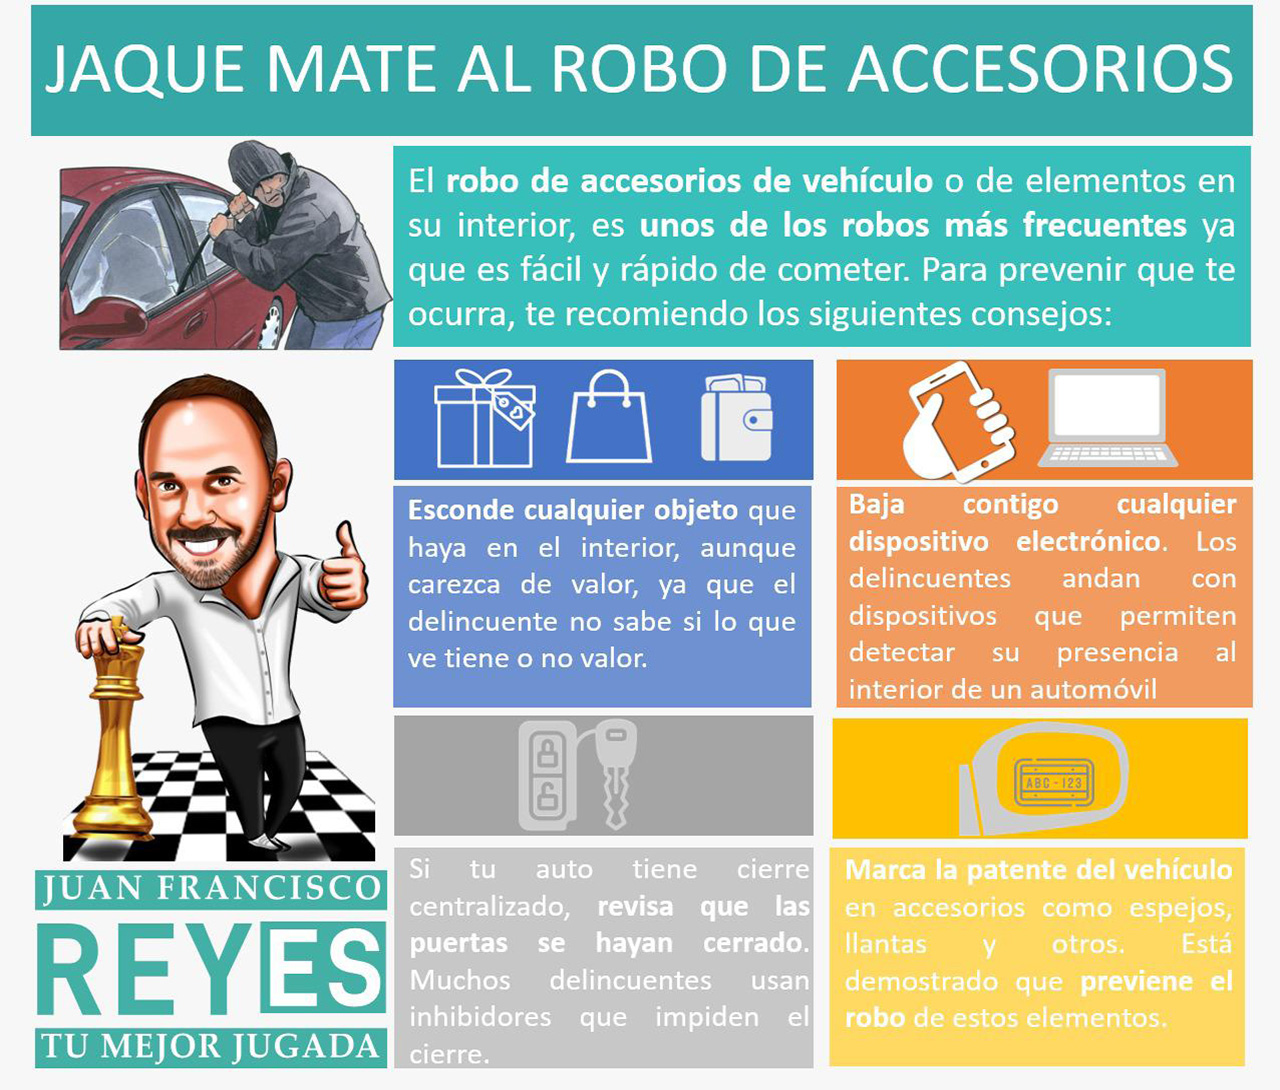 JAQUE MATE AL ROBO DE ACCESORIOS
El robo de accesorios de vehículo o de elementos en
su interior, es unos de los robos más frecuentes ya
que es fácil y rápido de cometer. Para prevenir que te
ocurra, te recomiendo los siguientes consejos:
Esconde cualquier objeto que
haya en el interior, aunque
carezca de valor, ya que el
delincuente no sabe si lo que
ve tiene o no valor.
Baja contigo cualquier
dispositivo electrónico. Los
delincuentes andan con
dispositivos que permiten
detectar su presencia al
interior de un automóvil
Si tu auto tiene cierre
centralizado, revisa que las
puertas se hayan cerrado.
Muchos delincuentes usan
inhibidores que impiden el
cierre.
ABC-123
Marca la patente del vehículo
en accesorios como espejos,
llantas y otros. Está
demostrado que previene el
robo de estos elementos.
JUAN FRANCISCO
REYES
TU MEJOR JUGADA